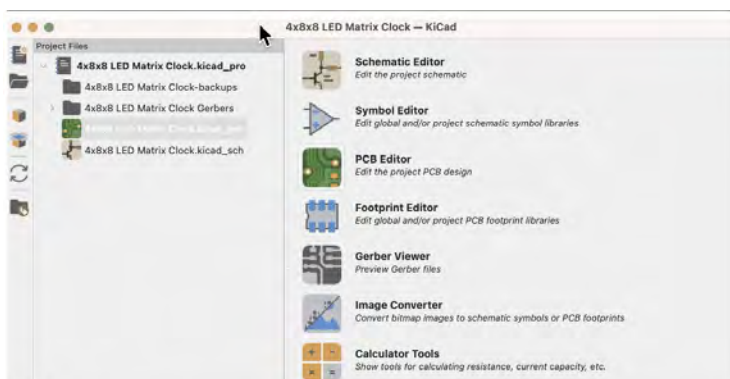 4x8x8 LED Matrix Clock — KiCad
Project Files
4x8x8 LED Matrix Clock.kicad_pro
4x8x8 LED Matrix Clock-backups
4x8x8 LED Matrix Clock Gerbers
4x8x8 LED Matrix Clock.kicad_sch
Schematic Editor
Edit the project schematic
Symbol Editor
Edit global and/or project schematic symbol libraries
PCB Editor
Edit the project PCB design
Footprint Editor
Edit global and/or project PCB footprint libraries
Gerber Viewer
Preview Gerber files
Image Converter
Convert bitmap images to schematic symbols or PCB footprints
Calculator Tools
Show tools for calculating resistance, current capacity, etc.